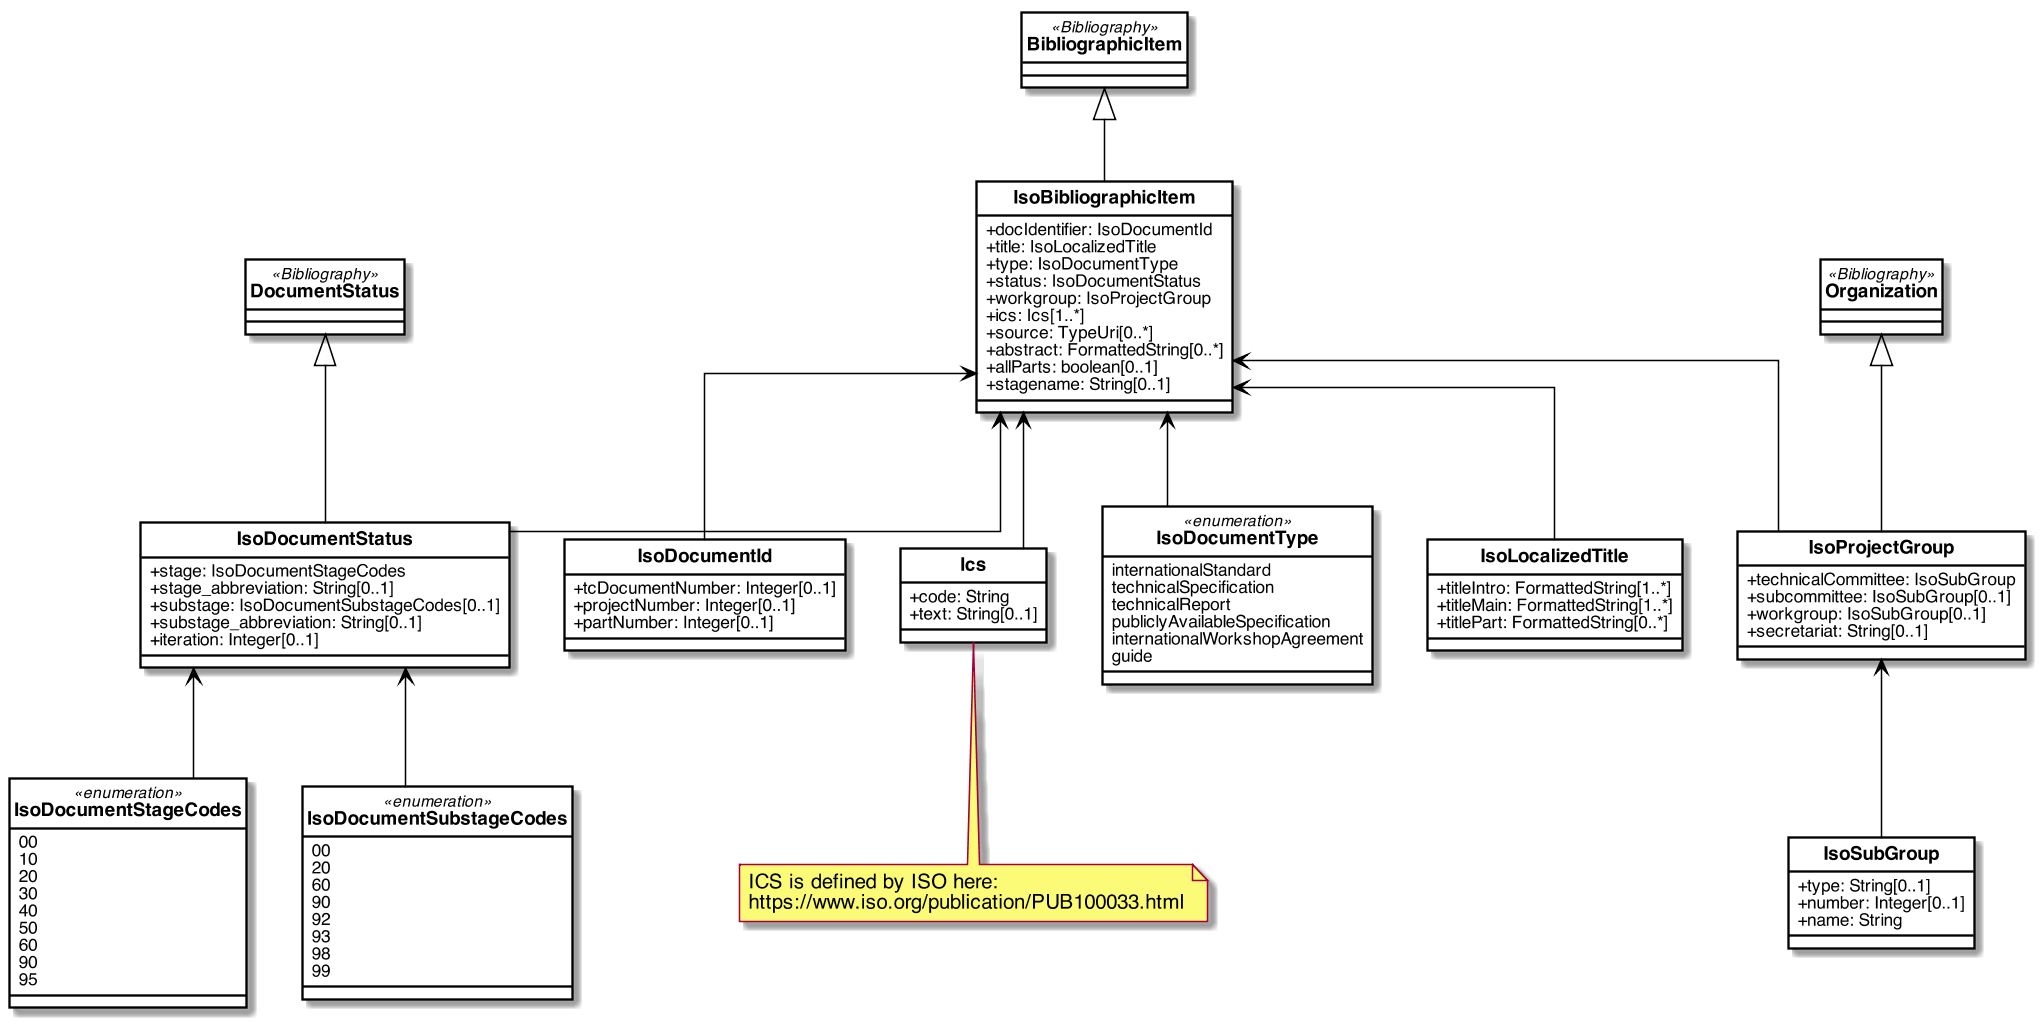 «Bibliography»
BibliographicItem
IsoBibliographicItem
+docIdentifier: IsoDocumentId
+title: IsoLocalizedTitle
+type: IsoDocumentType
+status: IsoDocumentStatus
+workgroup: IsoProjectGroup
+ics: Ics[1..*]
+source: TypeUri[0..*]
+abstract: FormattedString[0..*]
+allParts: boolean[0..1]
+stagename: String[0..1]
«Bibliography»
DocumentStatus
«Bibliography»
Organization
IsoDocumentStatus
+stage: IsoDocumentStageCodes
+stage_abbreviation: String[0..1]
+substage: IsoDocumentSubstageCodes[0..1]
+substage_abbreviation: String[0..1]
+iteration: Integer[0..1]
IsoDocumentId
+tcDocumentNumber: Integer[0..1]
+projectNumber: Integer[0..1]
+partNumber: Integer[0..1]
Ics
+code: String
+text: String[0..1]
«enumeration»
IsoDocumentType
internationalStandard
technicalSpecification
technicalReport
publiclyAvailableSpecification
internationalWorkshopAgreement
guide
IsoLocalizedTitle
+titleIntro: FormattedString[1..*]
+titleMain: FormattedString[1..*]
+titlePart: FormattedString[0..*]
IsoProjectGroup
+technicalCommittee: IsoSubGroup
+subcommittee: IsoSubGroup[0..1]
+workgroup: IsoSubGroup[0..1]
+secretariat: String[0..1]
«enumeration»
IsoDocumentStageCodes
00
10
20
30
40
50
60
90
95
«enumeration»
IsoDocumentSubstageCodes
00
20
60
90
92
93
98
99
ICS is defined by ISO here:
https://www.iso.org/publication/PUB100033.html
IsoSubGroup
+type: String[0..1]
+number: Integer[0..1]
+name: String